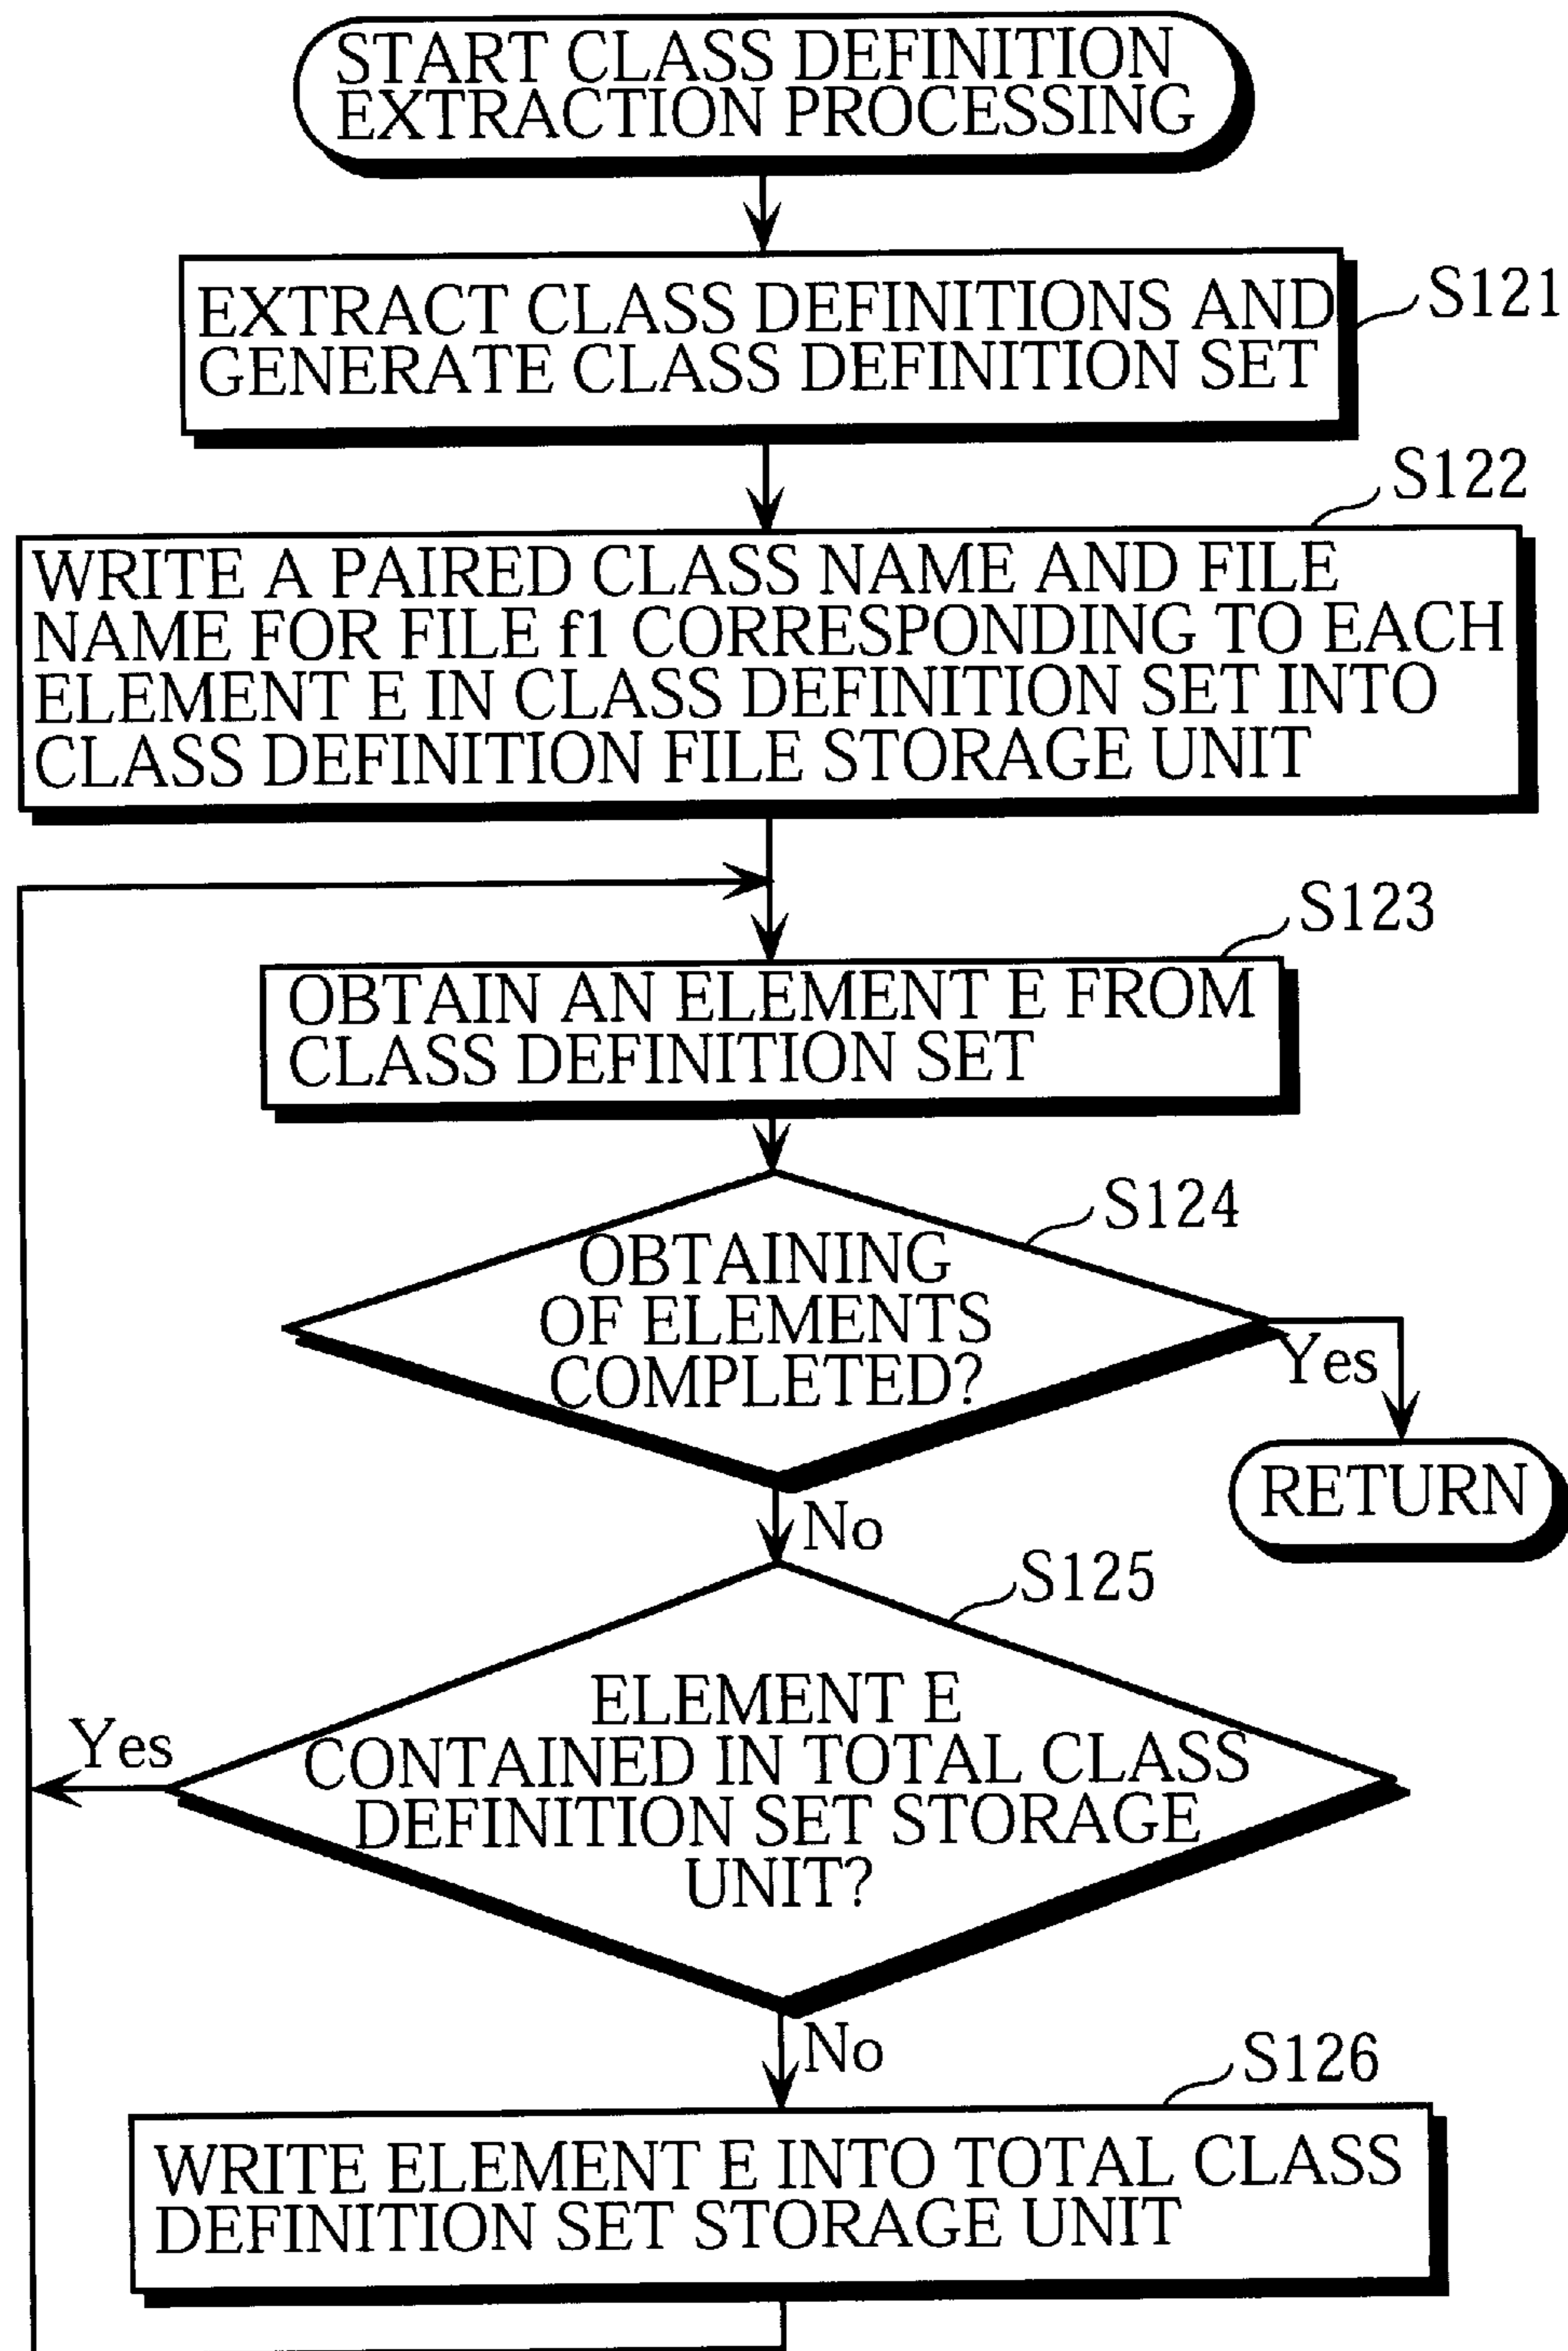 START CLASS DEFINITION
EXTRACTION PROCESSING
EXTRACT CLASS DEFINITIONS AND
GENERATE CLASS DEFINITION SET
S121
S122
WRITE A PAIRED CLASS NAME AND FILE
NAME FOR FILE f1 CORRESPONDING TO EACH
ELEMENT E IN CLASS DEFINITION SET INTO
CLASS DEFINITION FILE STORAGE UNIT
S123
OBTAIN AN ELEMENT E FROM
CLASS DEFINITION SET
S124
OBTAINING
OF ELEMENTS
COMPLETED?
Yes
RETURN
No
S125
ELEMENT E
CONTAINED IN TOTAL CLASS
DEFINITION SET STORAGE
UNIT?
Yes
No
S126
WRITE ELEMENT E INTO TOTAL CLASS
DEFINITION SET STORAGE UNIT